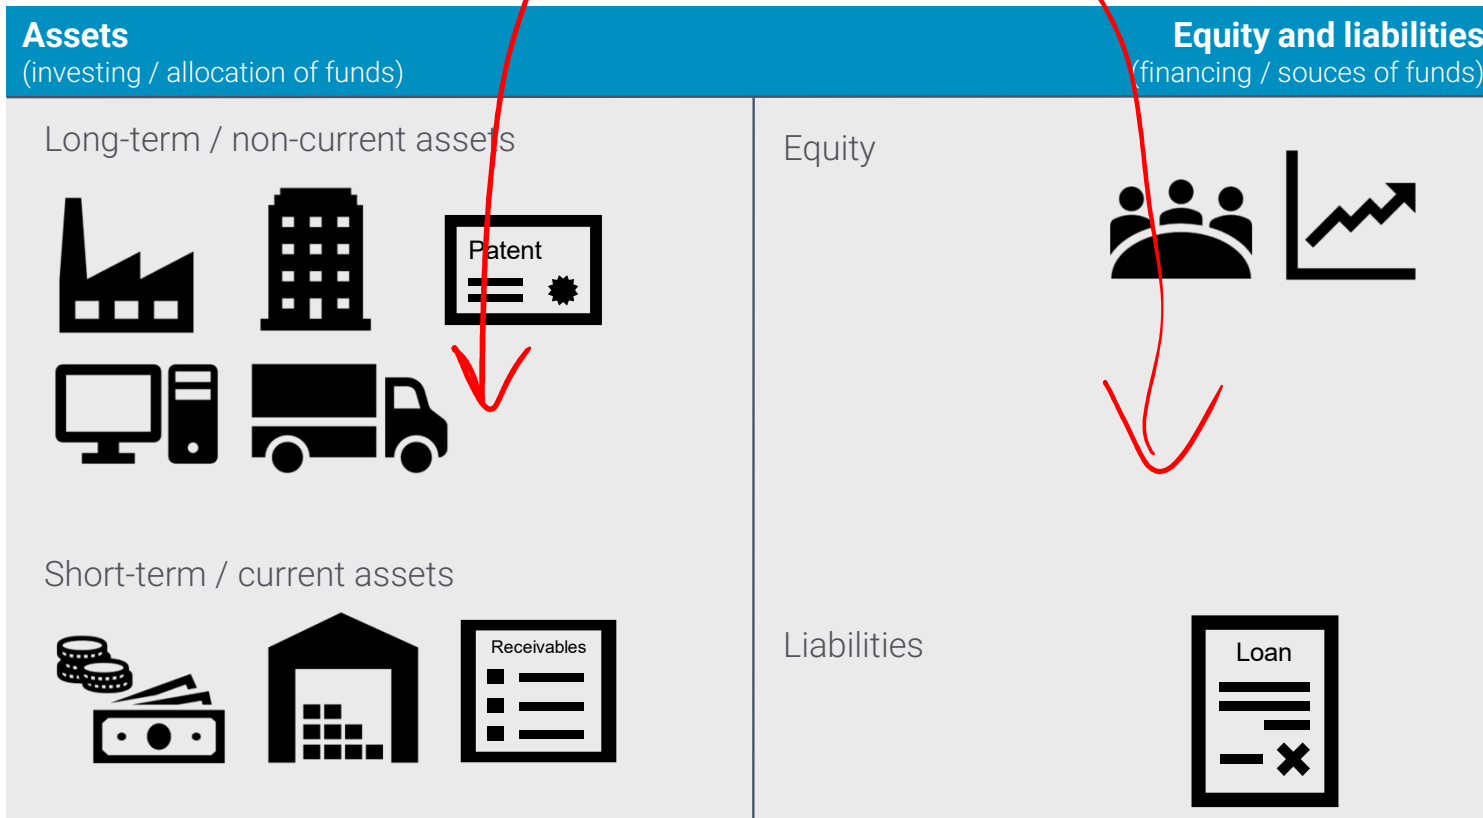 Assets
(investing / allocation of funds)
Equity and liabilities
(financing / souces of funds)
Long-term / non-current assets
Patent
Short-term / current assets
Receivables
Equity
Liabilities
Loan